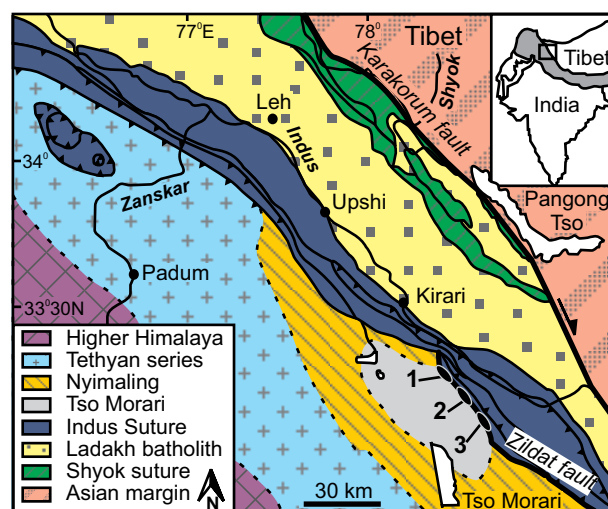 77°E
78°
Tibet
Karakorum fault
Shyok
Tibet
India
Leh
Indus
34°
Zanskar
Upshi
Pangong
Tso
Padum
Kirari
33°30N
Higher Himalaya
Tethyan series
Nyimaling
Tso Morari
Indus Suture
Ladakh batholith
Shyok suture
Asian margin
N
30 km
1
2
3
Zildat fault
Tso Morari